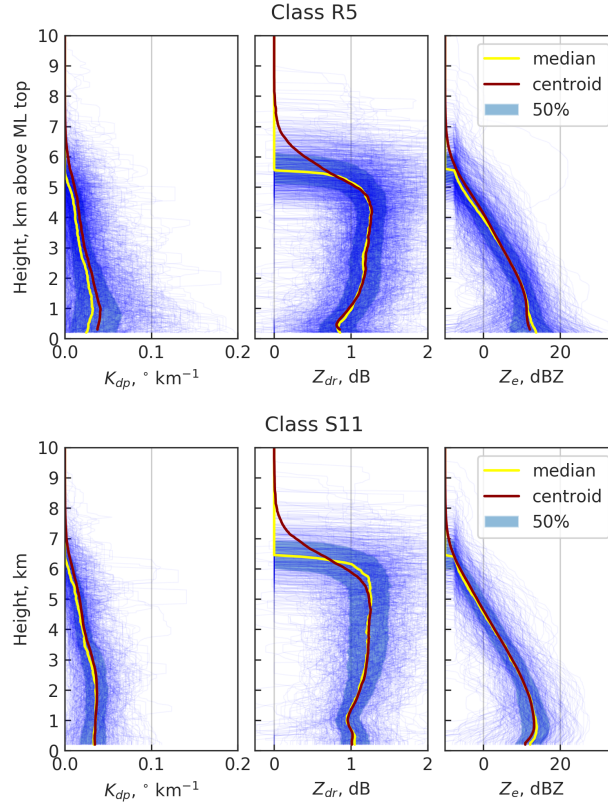 Class R5
10
9
8
7
6
5
4
3
2
1
0
Height, km above ML top
0.0 0.1 0.2
K_dp, ° km⁻¹
0 1 2
Z_dr, dB
0 20
Z_e, dBZ
median
centroid
50%
Class S11
10
9
8
7
6
5
4
3
2
1
0
Height, km
0.0 0.1 0.2
K_dp, ° km⁻¹
0 1 2
Z_dr, dB
0 20
Z_e, dBZ
median
centroid
50%